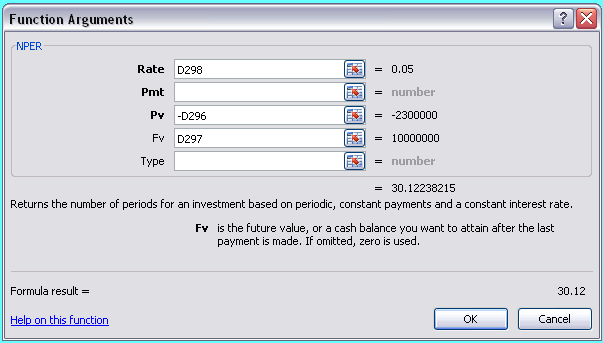 Function Arguments
NPER
Rate D298 = 0.05
Pmt = number
Pv -D296 = -2300000
Fv D297 = 10000000
Type = number
= 30.12238215
Returns the number of periods for an investment based on periodic, constant payments and a constant interest rate.
Fv is the future value, or a cash balance you want to attain after the last
payment is made. If omitted, zero is used.
Formula result = 30.12
Help on this function OK Cancel